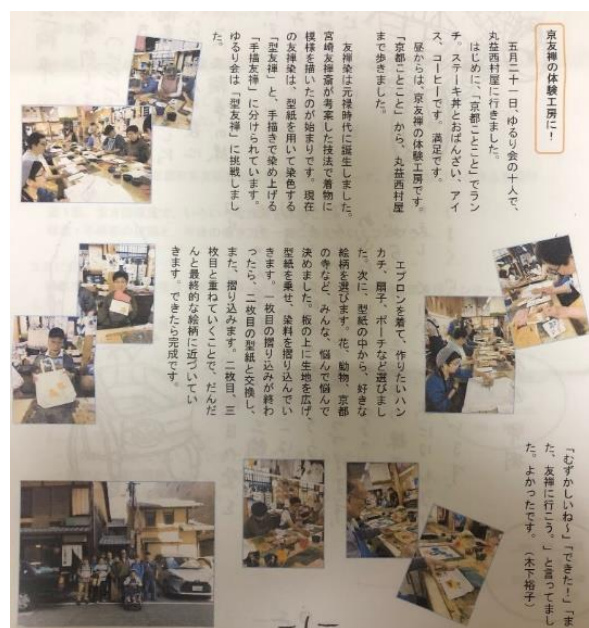 京友禅の体験工房に！
五月二十一日、ゆるり会の十人で、
丸益西村屋に行きました。
はじめに、「京都ことこと」でラン
チ。ステーキ丼とおばんざい、アイ
ス、コーヒーです。満足です。
昼からは、京友禅の体験工房です。
「京都ことこと」から、丸益西村屋
まで歩きました。
友禅染は元禄時代に誕生しました。
宮崎友禅斎が考案した技法で着物に
模様を描いたのが始まりです。現在
の友禅染は、型紙を用いて染色する
「型友禅」と、手描きで染め上げる
「手描友禅」に分けられています。
ゆるり会は「型友禅」に挑戦しまし
た。
エプロンを着て、作りたいハン
カチ、扇子、ポーチなど選びまし
た。次に、型紙の中から、好きな
絵柄を選びます。花、動物、京都
の寺など、みんな、悩んで悩んで
決めました。板の上に生地を広げ、
型紙を乗せ、染料を摺り込んでい
きます。一枚目の摺り込みが終わ
ったら、二枚目の型紙と交換し、
また、摺り込みます。二枚目、三
枚目と重ねていくことで、だんだ
んと最終的な絵柄に近づいてい
きます。できたら完成です。
「むずかしいね〜」「できた！」「ま
た、友禅に行こう。」と言ってまし
た。よかったです。（木下裕子）